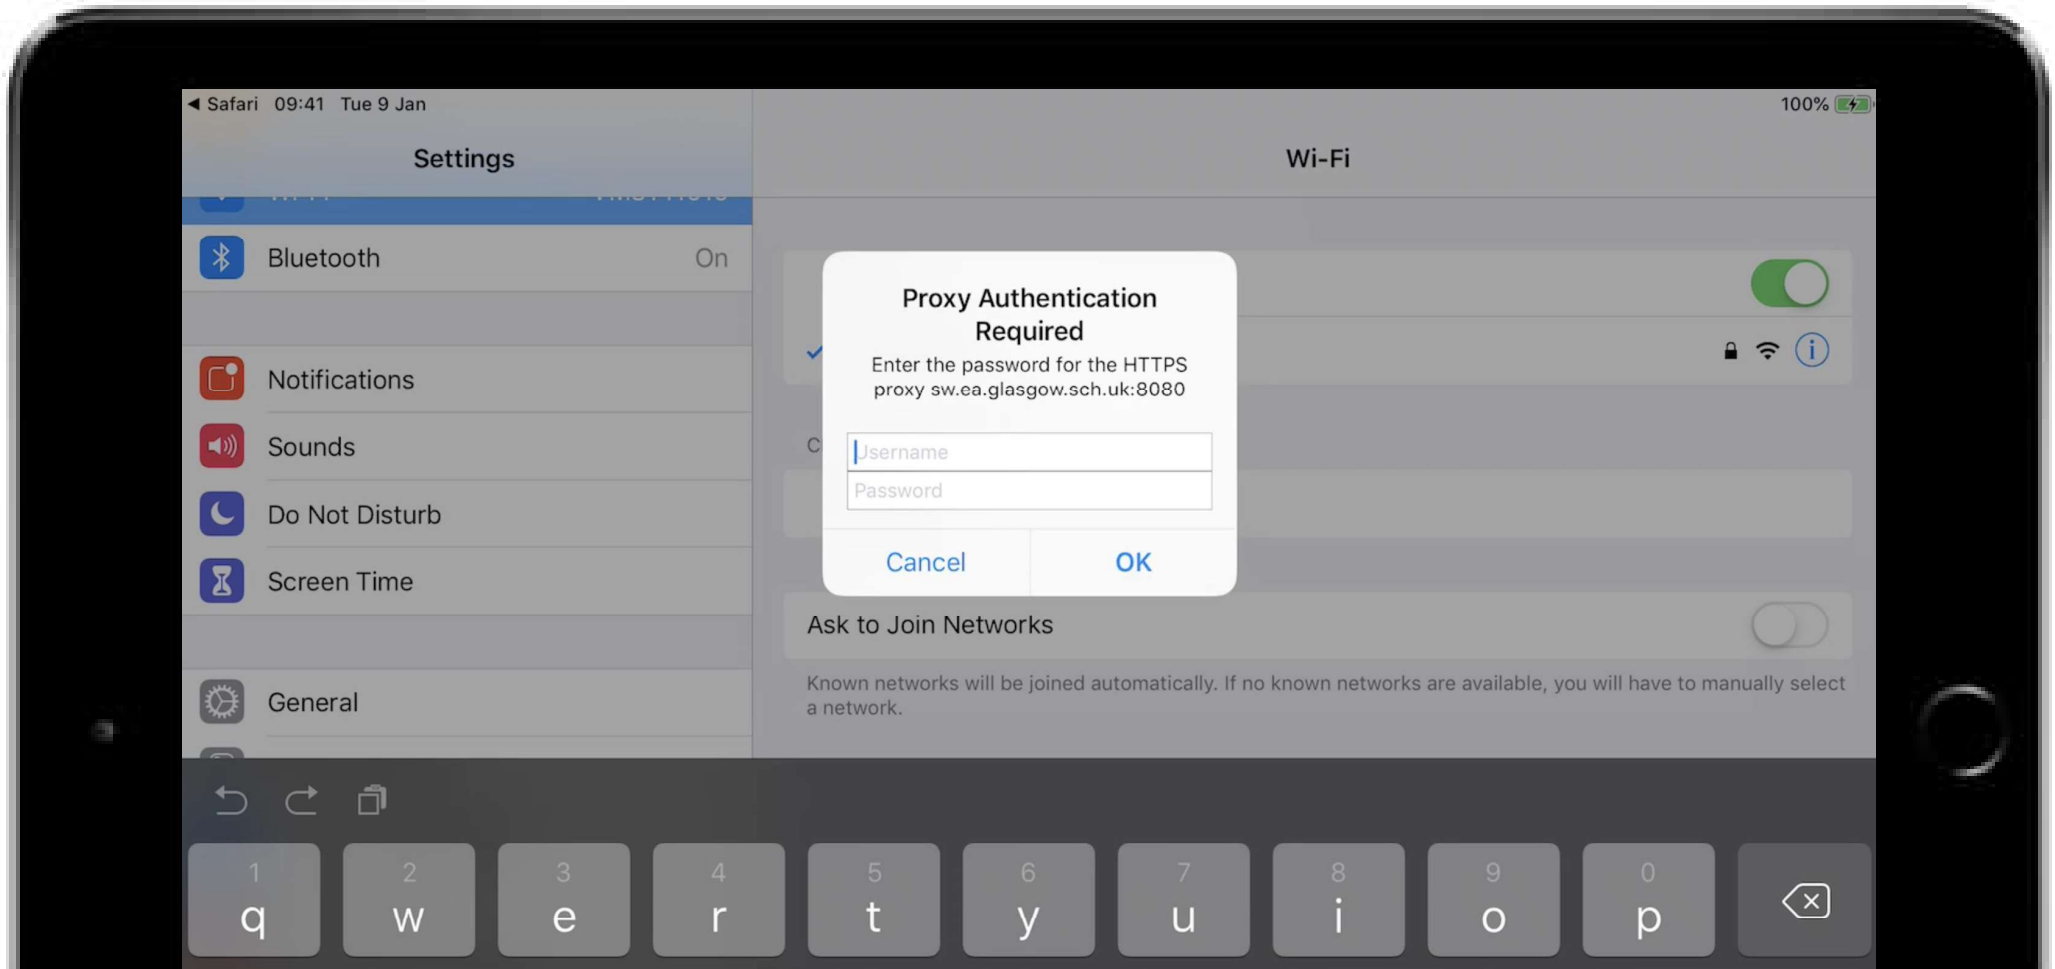 ◀ Safari 09:41 Tue 9 Jan
100%
Settings
Wi-Fi
Bluetooth On
Notifications
Sounds
Do Not Disturb
Screen Time
General
Proxy Authentication
Required
Enter the password for the HTTPS
proxy sw.ea.glasgow.sch.uk:8080
Username
Password
Cancel OK
C
Ask to Join Networks
Known networks will be joined automatically. If no known networks are available, you will have to manually select
a network.
1 2 3 4 5 6 7 8 9 0
q w e r t y u i o p